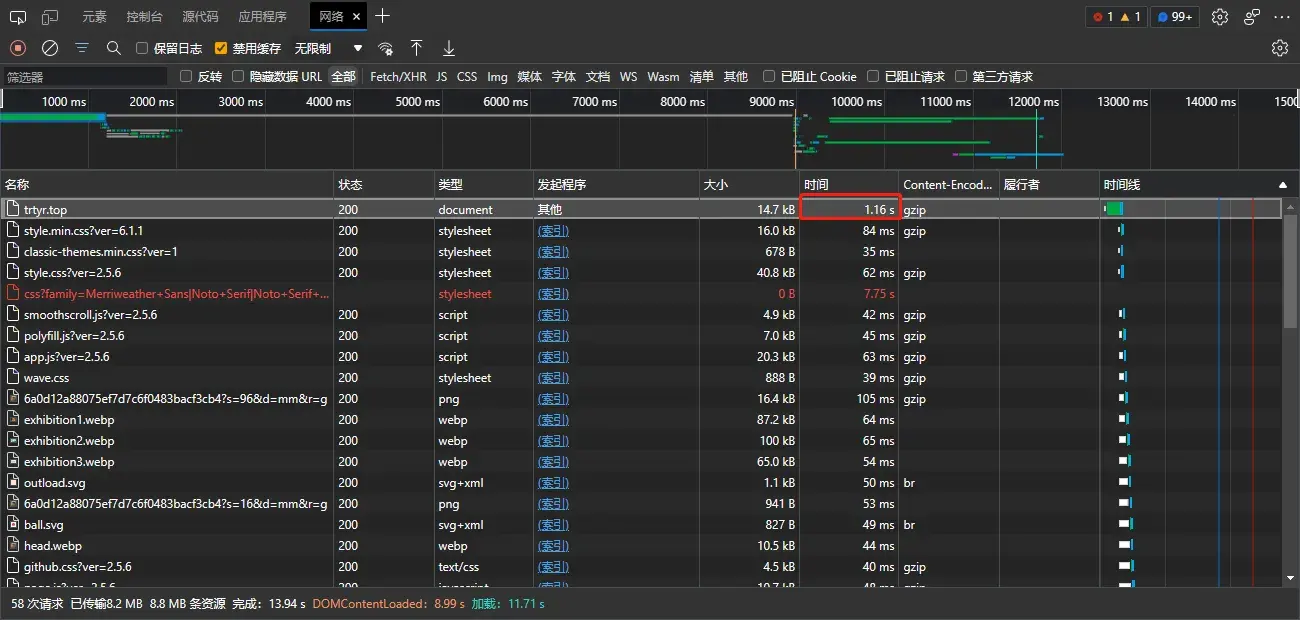 元素 控制台 源代码 应用程序 网络 × + 1 1 99+ ...
保留日志 禁用缓存 无限制
筛选器 反转 隐藏数据 URL 全部 Fetch/XHR JS CSS Img 媒体 字体 文档 WS Wasm 清单 其他 已阻止 Cookie 已阻止请求 第三方请求
1000 ms 2000 ms 3000 ms 4000 ms 5000 ms 6000 ms 7000 ms 8000 ms 9000 ms 10000 ms 11000 ms 12000 ms 13000 ms 14000 ms 1500
名称 状态 类型 发起程序 大小 时间 Content-Encod... 履行者 时间线
trtyr.top 200 document 其他 14.7 kB 1.16 s gzip
style.min.css?ver=6.1.1 200 stylesheet (索引) 16.0 kB 84 ms gzip
classic-themes.min.css?ver=1 200 stylesheet (索引) 678 B 35 ms
style.css?ver=2.5.6 200 stylesheet (索引) 40.8 kB 62 ms gzip
css?family=Merriweather+Sans|Noto+Serif|Noto+Serif+... stylesheet (索引) 0 B 7.75 s
smoothscroll.js?ver=2.5.6 200 script (索引) 4.9 kB 42 ms gzip
polyfill.js?ver=2.5.6 200 script (索引) 7.0 kB 45 ms gzip
app.js?ver=2.5.6 200 script (索引) 20.3 kB 63 ms gzip
wave.css 200 stylesheet (索引) 888 B 39 ms gzip
6a0d12a88075ef7d7c6f0483bacf3cb4?s=96&d=mm&r=g 200 png (索引) 16.4 kB 105 ms gzip
exhibition1.webp 200 webp (索引) 87.2 kB 64 ms
exhibition2.webp 200 webp (索引) 100 kB 65 ms
exhibition3.webp 200 webp (索引) 65.0 kB 54 ms
outload.svg 200 svg+xml (索引) 1.1 kB 50 ms br
6a0d12a88075ef7d7c6f0483bacf3cb4?s=16&d=mm&r=g 200 png (索引) 941 B 53 ms
ball.svg 200 svg+xml (索引) 827 B 49 ms br
head.webp 200 webp (索引) 10.5 kB 44 ms
github.css?ver=2.5.6 200 text/css (索引) 4.5 kB 40 ms gzip
58 次请求 已传输8.2 MB 8.8 MB 条资源 完成：13.94 s DOMContentLoaded：8.99 s 加载：11.71 s